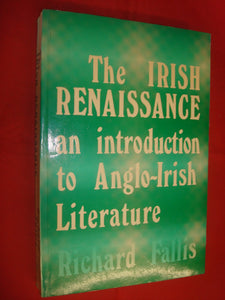 The IRISH
RENAISSANCE
an introduction
to Anglo-Irish
Literature
Richard Fallis